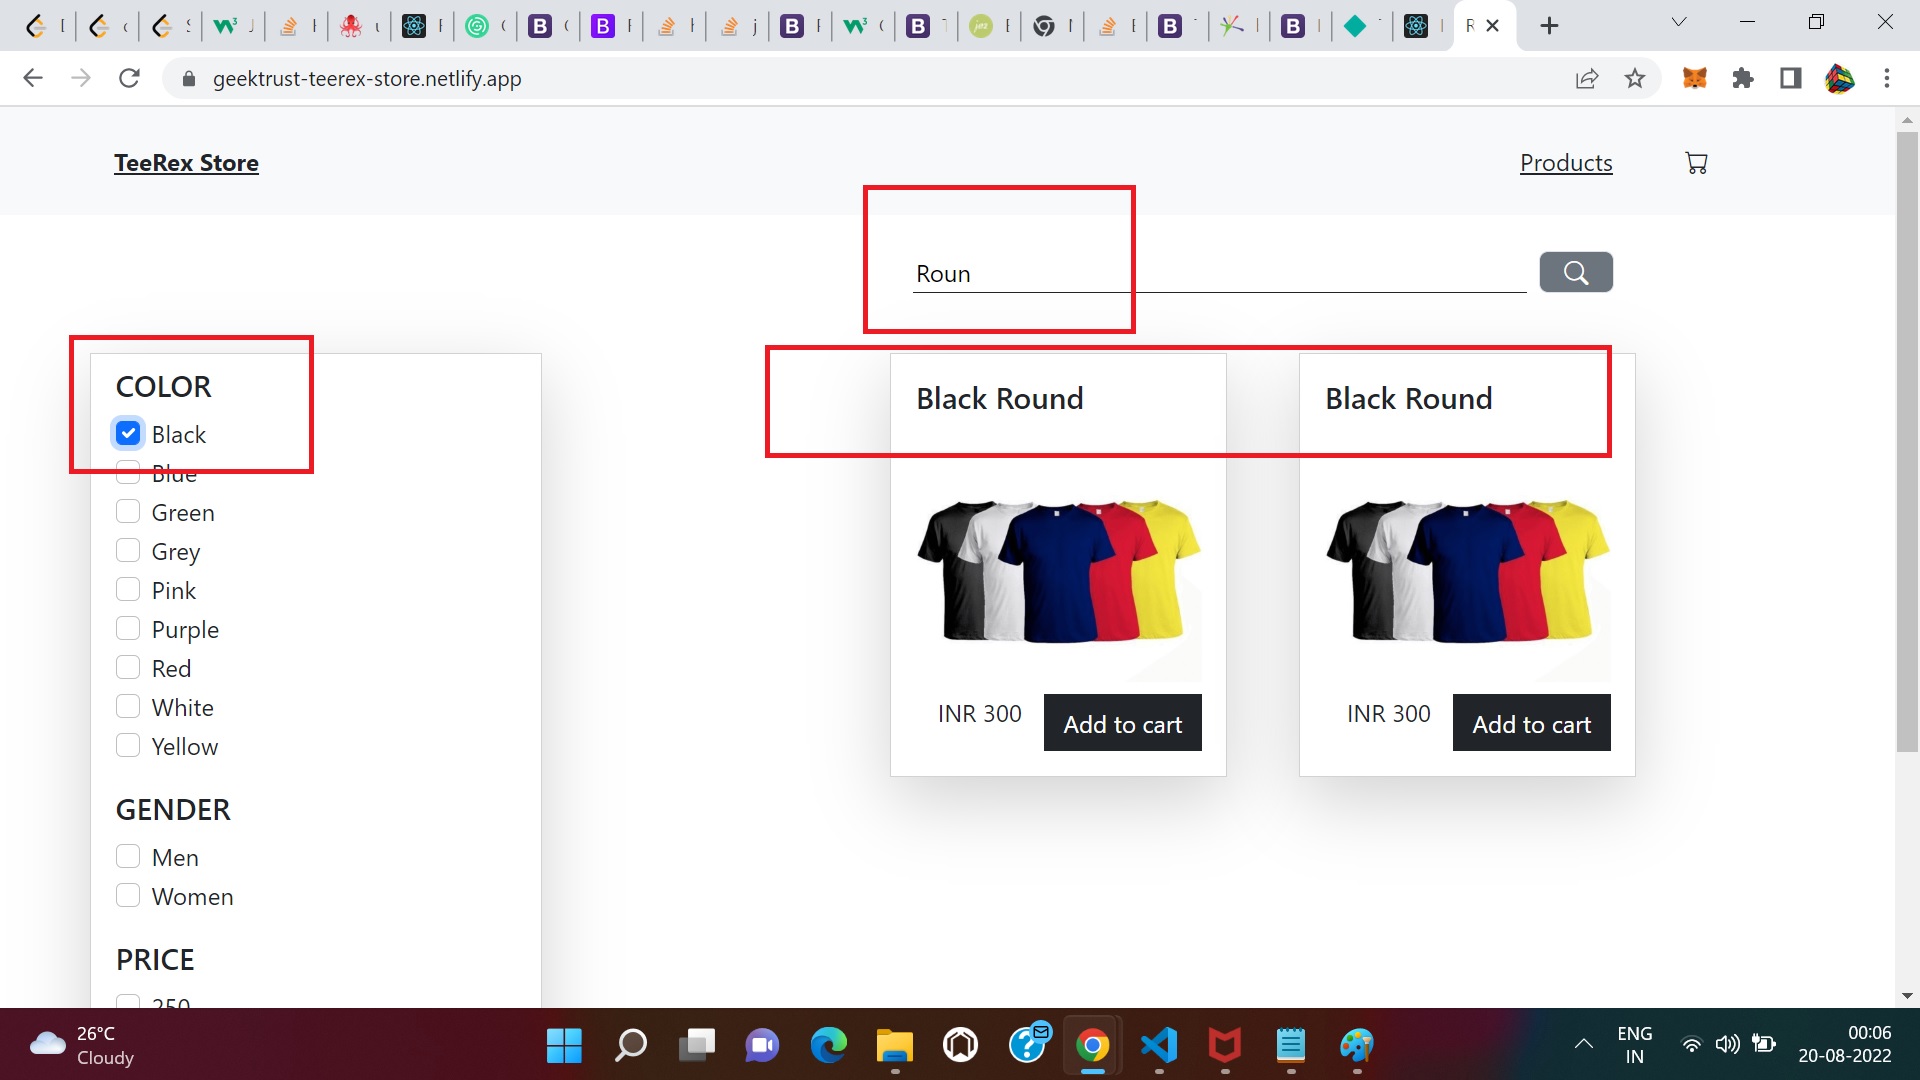 geektrust-teerex-store.netlify.app
TeeRex Store
Products
Roun
COLOR
Black
Blue
Green
Grey
Pink
Purple
Red
White
Yellow
GENDER
Men
Women
PRICE
250
Black Round
INR 300
Add to cart
Black Round
INR 300
Add to cart
26°C
Cloudy
ENG
IN
00:06
20-08-2022